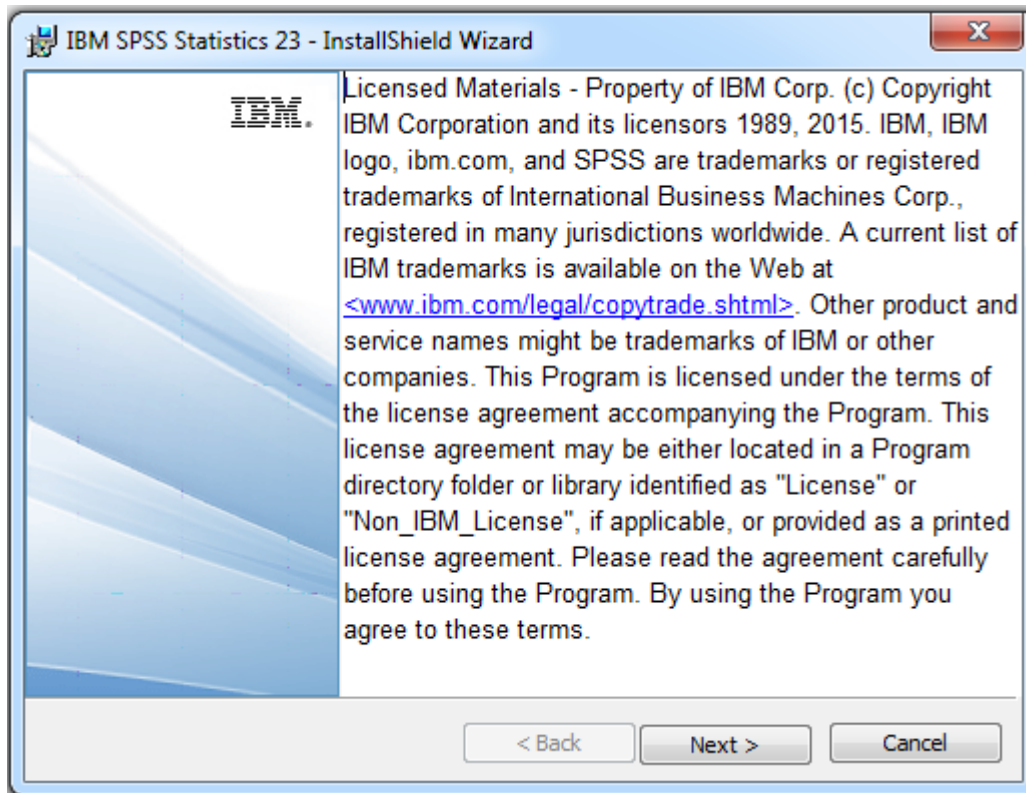 IBM SPSS Statistics 23 - InstallShield Wizard
IBM.
Licensed Materials - Property of IBM Corp. (c) Copyright
IBM Corporation and its licensors 1989, 2015. IBM, IBM
logo, ibm.com, and SPSS are trademarks or registered
trademarks of International Business Machines Corp.,
registered in many jurisdictions worldwide. A current list of
IBM trademarks is available on the Web at
<www.ibm.com/legal/copytrade.shtml>. Other product and
service names might be trademarks of IBM or other
companies. This Program is licensed under the terms of
the license agreement accompanying the Program. This
license agreement may be either located in a Program
directory folder or library identified as "License" or
"Non_IBM_License", if applicable, or provided as a printed
license agreement. Please read the agreement carefully
before using the Program. By using the Program you
agree to these terms.
< Back Next > Cancel